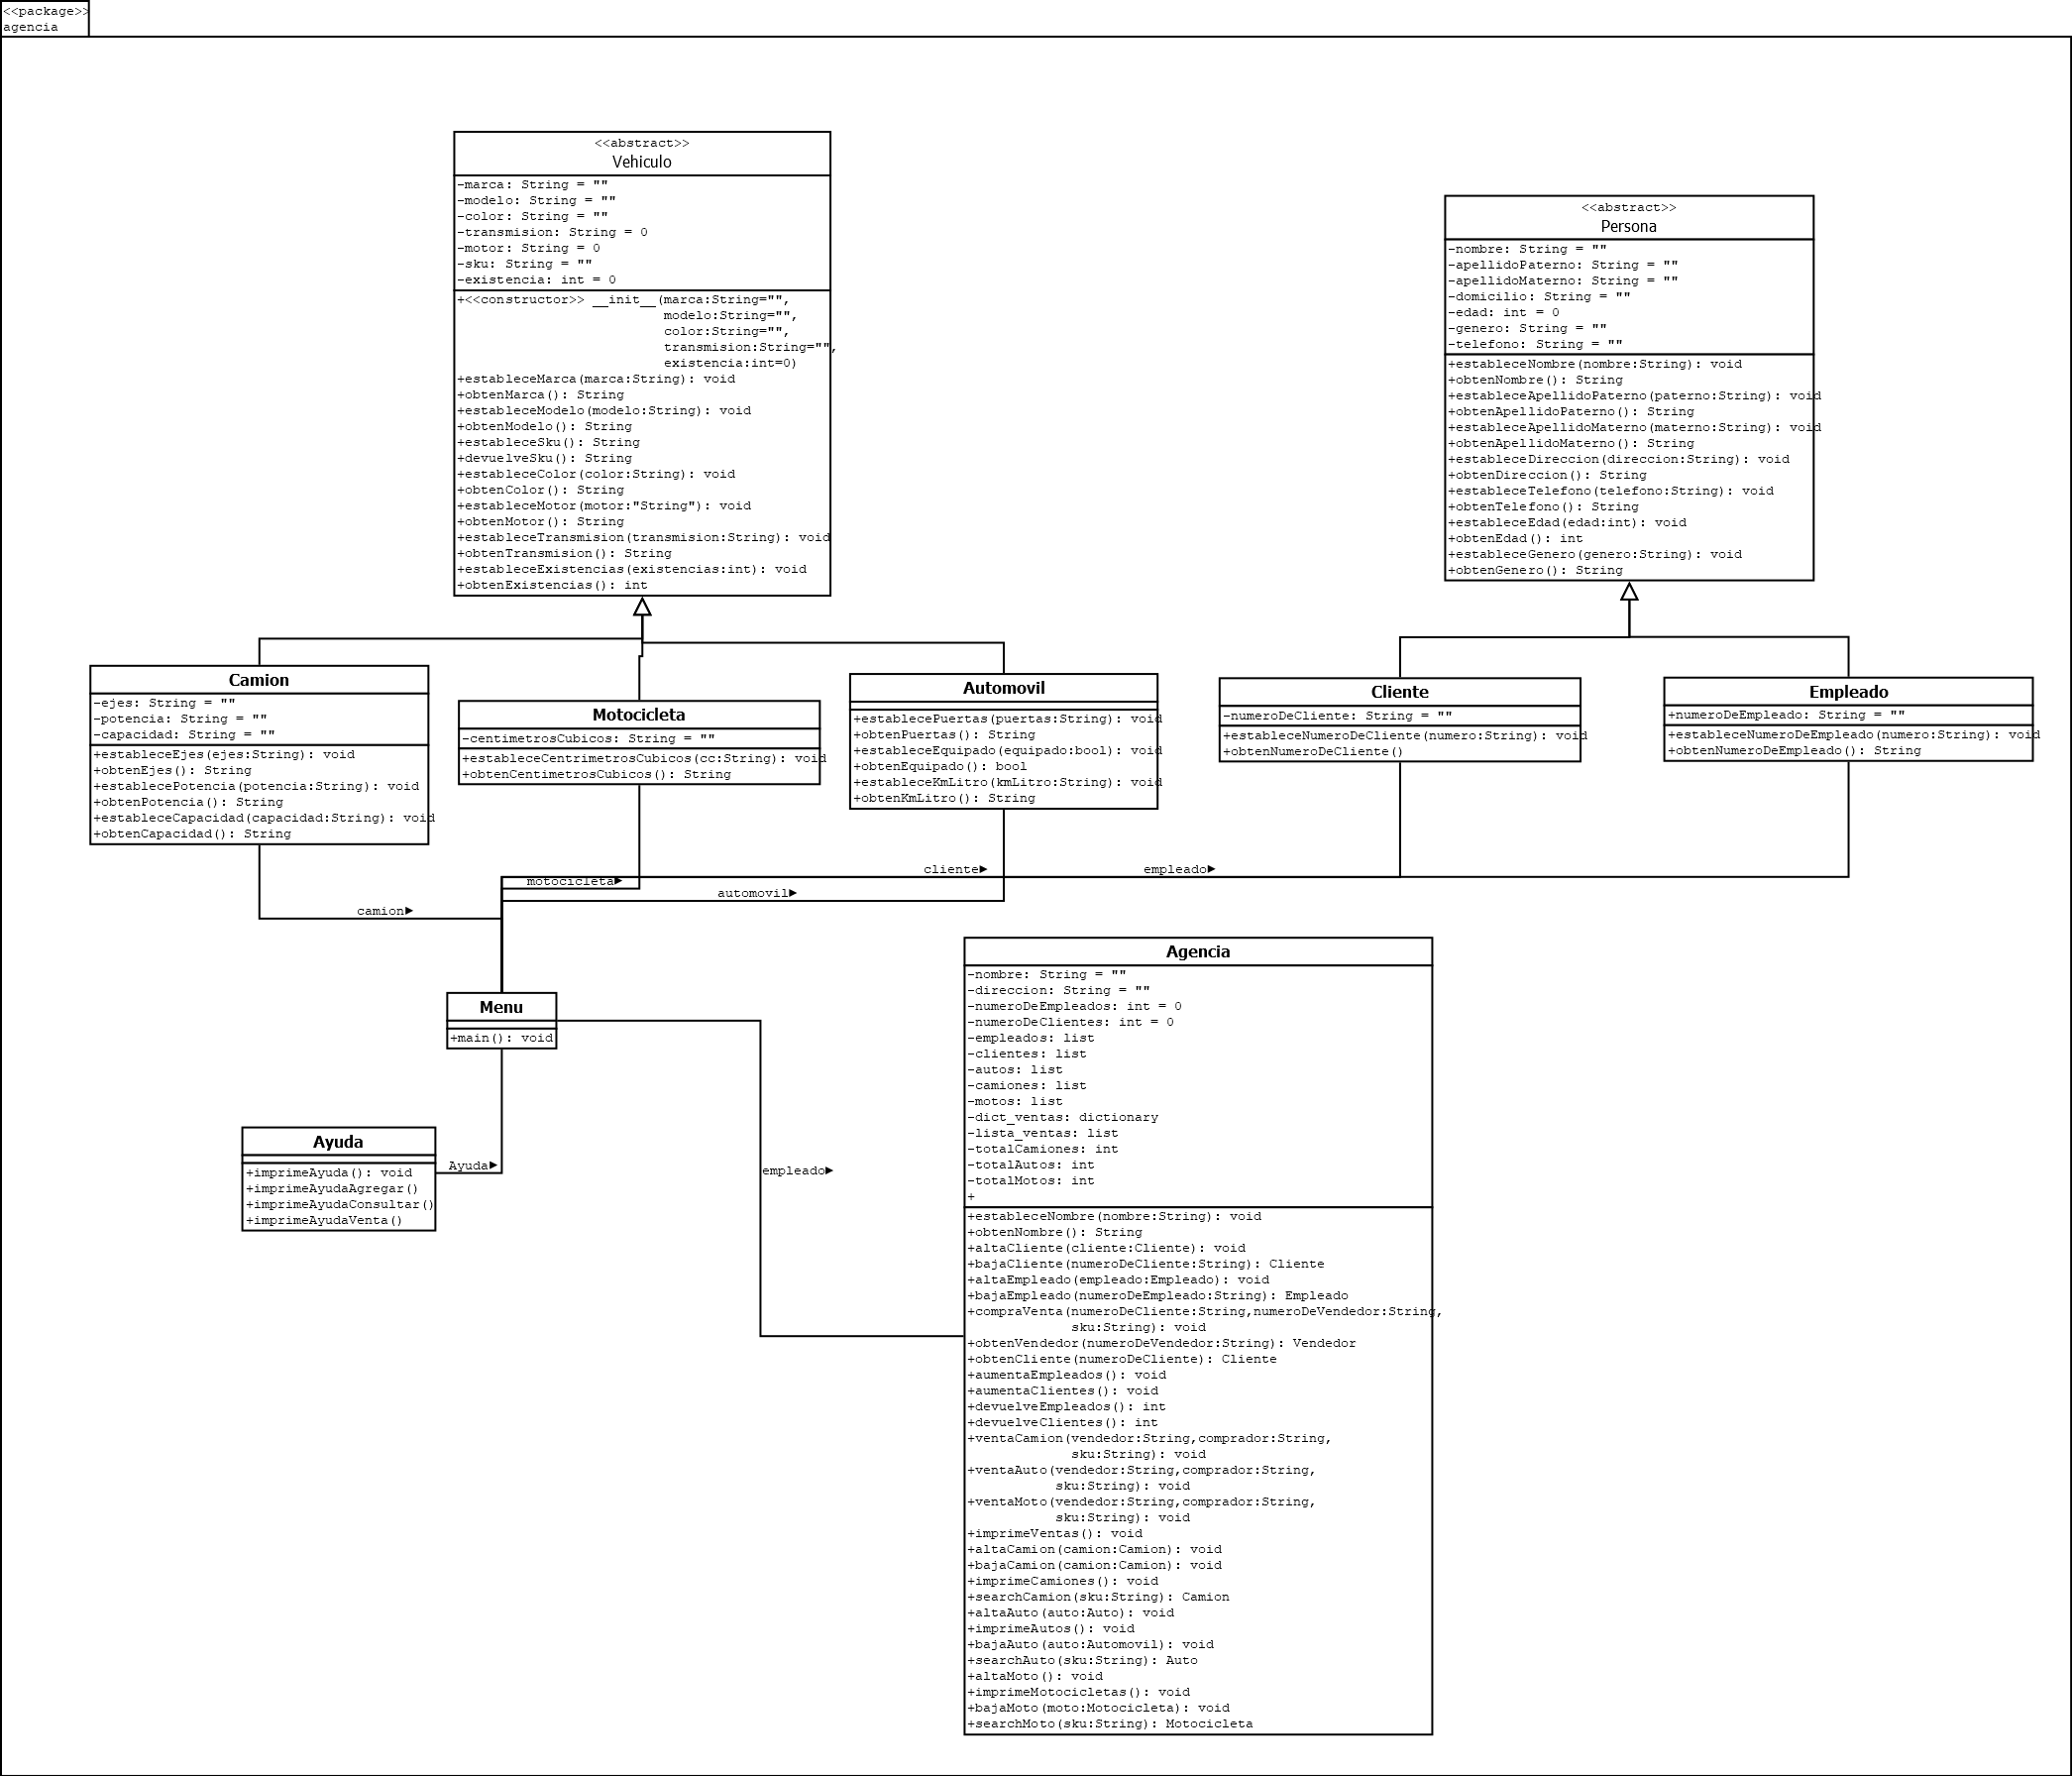 <<package>>
agencia
<<abstract>>
Vehiculo
-marca: String = ""
-modelo: String = ""
-color: String = ""
-transmision: String = 0
-motor: String = 0
-sku: String = ""
-existencia: int = 0
+<<constructor>> __init__(marca:String="",
modelo:String="",
color:String="",
transmision:String="",
existencia:int=0)
+estableceMarca(marca:String): void
+obtenMarca(): String
+estableceModelo(modelo:String): void
+obtenModelo(): String
+estableceSku(): String
+devuelveSku(): String
+estableceColor(color:String): void
+obtenColor(): String
+estableceMotor(motor:"String"): void
+obtenMotor(): String
+estableceTransmision(transmision:String): void
+obtenTransmision(): String
+estableceExistencias(existencias:int): void
+obtenExistencias(): int
<<abstract>>
Persona
-nombre: String = ""
-apellidoPaterno: String = ""
-apellidoMaterno: String = ""
-domicilio: String = ""
-edad: int = 0
-genero: String = ""
-telefono: String = ""
+estableceNombre(nombre:String): void
+obtenNombre(): String
+estableceApellidoPaterno(paterno:String): void
+obtenApellidoPaterno(): String
+estableceApellidoMaterno(materno:String): void
+obtenApellidoMaterno(): String
+estableceDireccion(direccion:String): void
+obtenDireccion(): String
+estableceTelefono(telefono:String): void
+obtenTelefono(): String
+estableceEdad(edad:int): void
+obtenEdad(): int
+estableceGenero(genero:String): void
+obtenGenero(): String
Camion
-ejes: String = ""
-potencia: String = ""
-capacidad: String = ""
+estableceEjes(ejes:String): void
+obtenEjes(): String
+establecePotencia(potencia:String): void
+obtenPotencia(): String
+estableceCapacidad(capacidad:String): void
+obtenCapacidad(): String
Motocicleta
-centimetrosCubicos: String = ""
+estableceCentrimetrosCubicos(cc:String): void
+obtenCentimetrosCubicos(): String
Automovil
+establecePuertas(puertas:String): void
+obtenPuertas(): String
+estableceEquipado(equipado:bool): void
+obtenEquipado(): bool
+estableceKmLitro(kmLitro:String): void
+obtenKmLitro(): String
Cliente
-numeroDeCliente: String = ""
+estableceNumeroDeCliente(numero:String): void
+obtenNumeroDeCliente()
Empleado
+numeroDeEmpleado: String = ""
+estableceNumeroDeEmpleado(numero:String): void
+obtenNumeroDeEmpleado(): String
cliente►
empleado►
motocicleta►
automovil►
camion►
Menu
+main(): void
Ayuda
+imprimeAyuda(): void
+imprimeAyudaAgregar()
+imprimeAyudaConsultar()
+imprimeAyudaVenta()
Ayuda►
empleado►
Agencia
-nombre: String = ""
-direccion: String = ""
-numeroDeEmpleados: int = 0
-numeroDeClientes: int = 0
-empleados: list
-clientes: list
-autos: list
-camiones: list
-motos: list
-dict_ventas: dictionary
-lista_ventas: list
-totalCamiones: int
-totalAutos: int
-totalMotos: int
+
+estableceNombre(nombre:String): void
+obtenNombre(): String
+altaCliente(cliente:Cliente): void
+bajaCliente(numeroDeCliente:String): Cliente
+altaEmpleado(empleado:Empleado): void
+bajaEmpleado(numeroDeEmpleado:String): Empleado
+compraVenta(numeroDeCliente:String,numeroDeVendedor:String,
sku:String): void
+obtenVendedor(numeroDeVendedor:String): Vendedor
+obtenCliente(numeroDeCliente): Cliente
+aumentaEmpleados(): void
+aumentaClientes(): void
+devuelveEmpleados(): int
+devuelveClientes(): int
+ventaCamion(vendedor:String,comprador:String,
sku:String): void
+ventaAuto(vendedor:String,comprador:String,
sku:String): void
+ventaMoto(vendedor:String,comprador:String,
sku:String): void
+imprimeVentas(): void
+altaCamion(camion:Camion): void
+bajaCamion(camion:Camion): void
+imprimeCamiones(): void
+searchCamion(sku:String): Camion
+altaAuto(auto:Auto): void
+imprimeAutos(): void
+bajaAuto(auto:Automovil): void
+searchAuto(sku:String): Auto
+altaMoto(): void
+imprimeMotocicletas(): void
+bajaMoto(moto:Motocicleta): void
+searchMoto(sku:String): Motocicleta